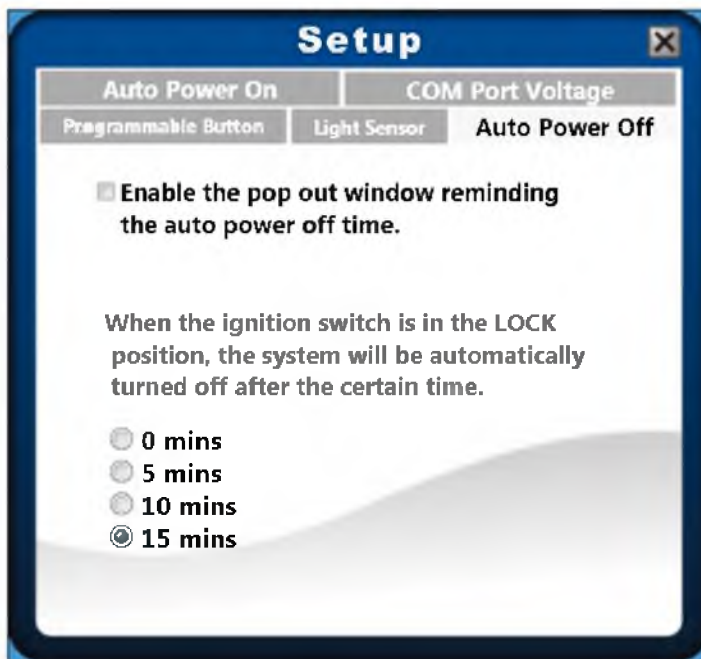 Setup
Auto Power On COM Port Voltage
Programmable Button Light Sensor Auto Power Off
Enable the pop out window reminding
the auto power off time.
When the ignition switch is in the LOCK
position, the system will be automatically
turned off after the certain time.
0 mins
5 mins
10 mins
15 mins